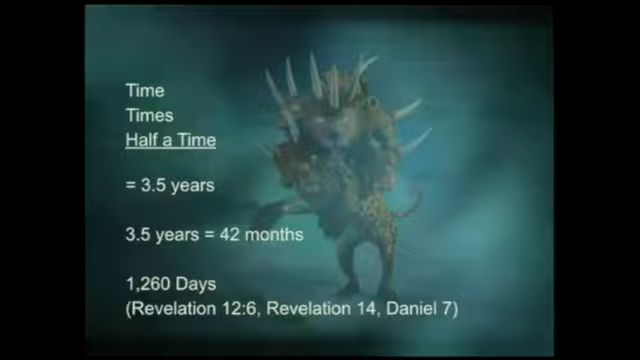 Time
Times
Half a Time
= 3.5 years
3.5 years = 42 months
1,260 Days
(Revelation 12:6, Revelation 14, Daniel 7)